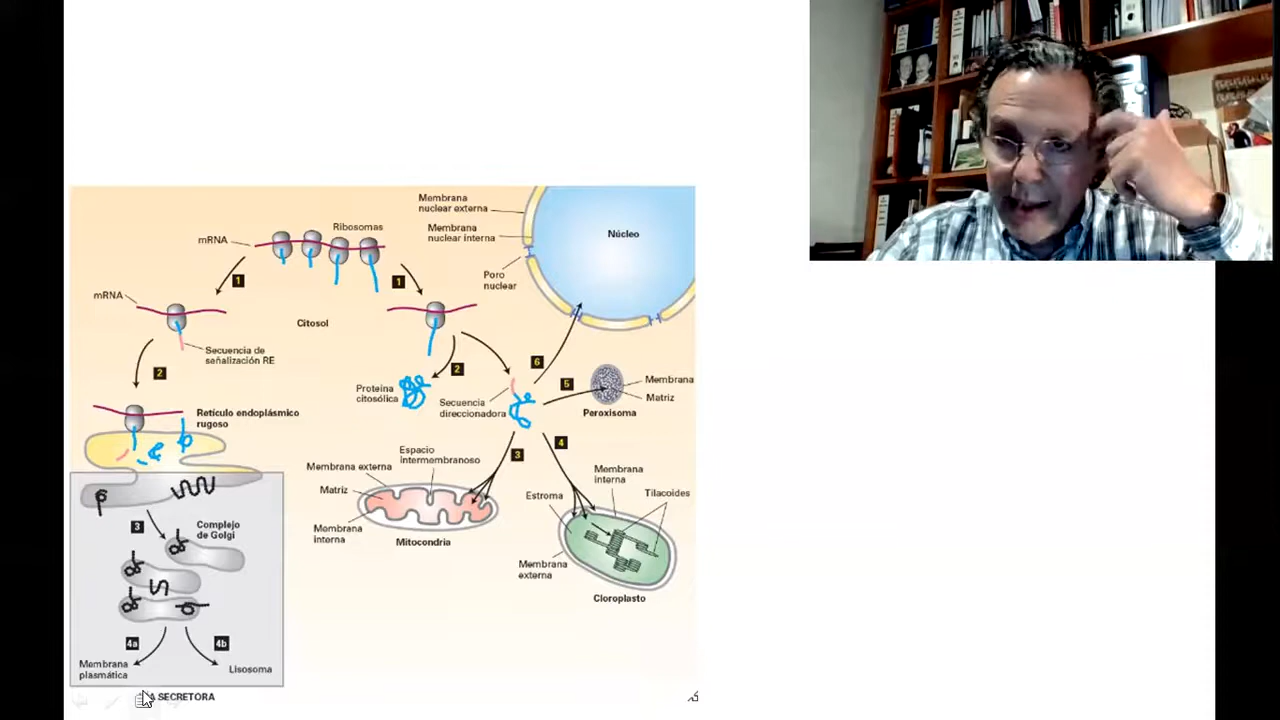 Membrana
nuclear externa
Membrana
nuclear interna
Núcleo
Poro
nuclear
Ribosomas
mRNA
1
1
mRNA
Citosol
Secuencia de
señalización RE
2
2
6
5
Proteína
citosólica
Secuencia
direccionadora
Membrana
Matriz
Peroxisoma
Retículo endoplásmico
rugoso
3
4
Espacio
intermembranoso
Membrana externa
Matriz
Membrana
interna
Mitocondria
Membrana
interna
Tilacoides
Estroma
Membrana
externa
Cloroplasto
3
Complejo
de Golgi
4a
4b
Membrana
plasmática
Lisosoma
SECRETORA